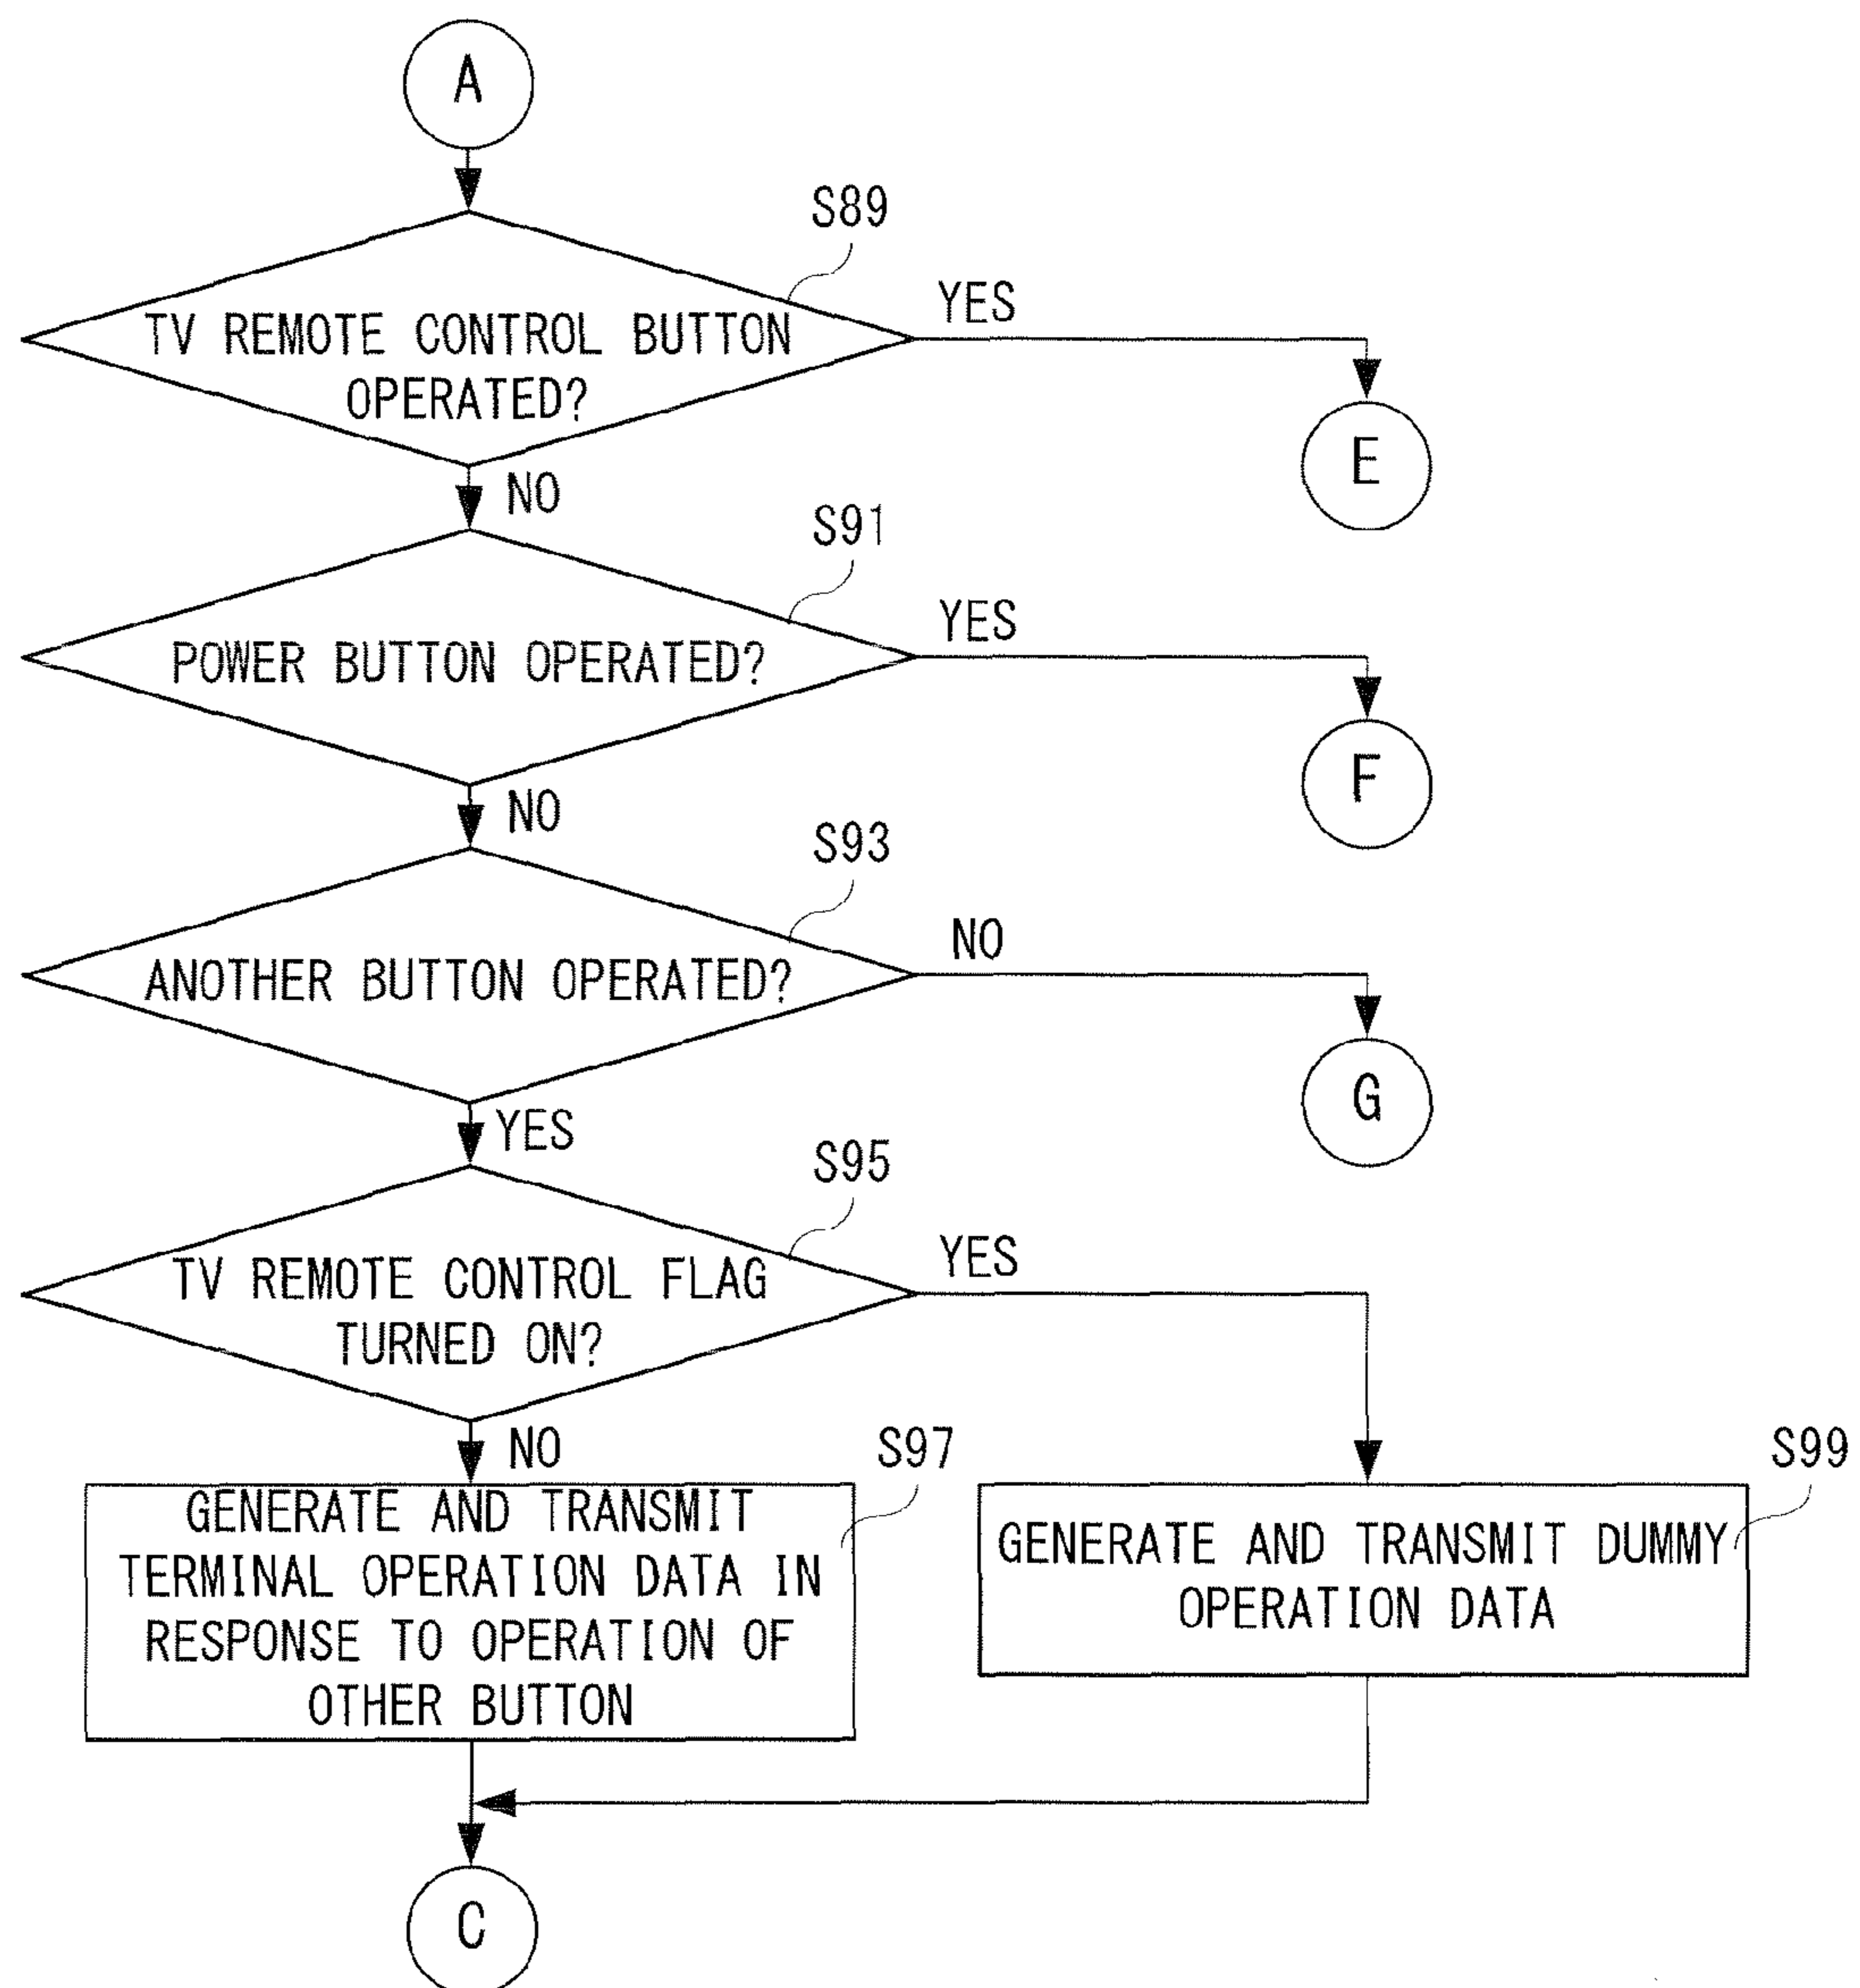 A
S89
TV REMOTE CONTROL BUTTON
OPERATED?
YES
E
NO
S91
POWER BUTTON OPERATED?
YES
F
NO
S93
ANOTHER BUTTON OPERATED?
NO
G
YES
S95
TV REMOTE CONTROL FLAG
TURNED ON?
YES
NO
S97
GENERATE AND TRANSMIT
TERMINAL OPERATION DATA IN
RESPONSE TO OPERATION OF
OTHER BUTTON
S99
GENERATE AND TRANSMIT DUMMY
OPERATION DATA
C